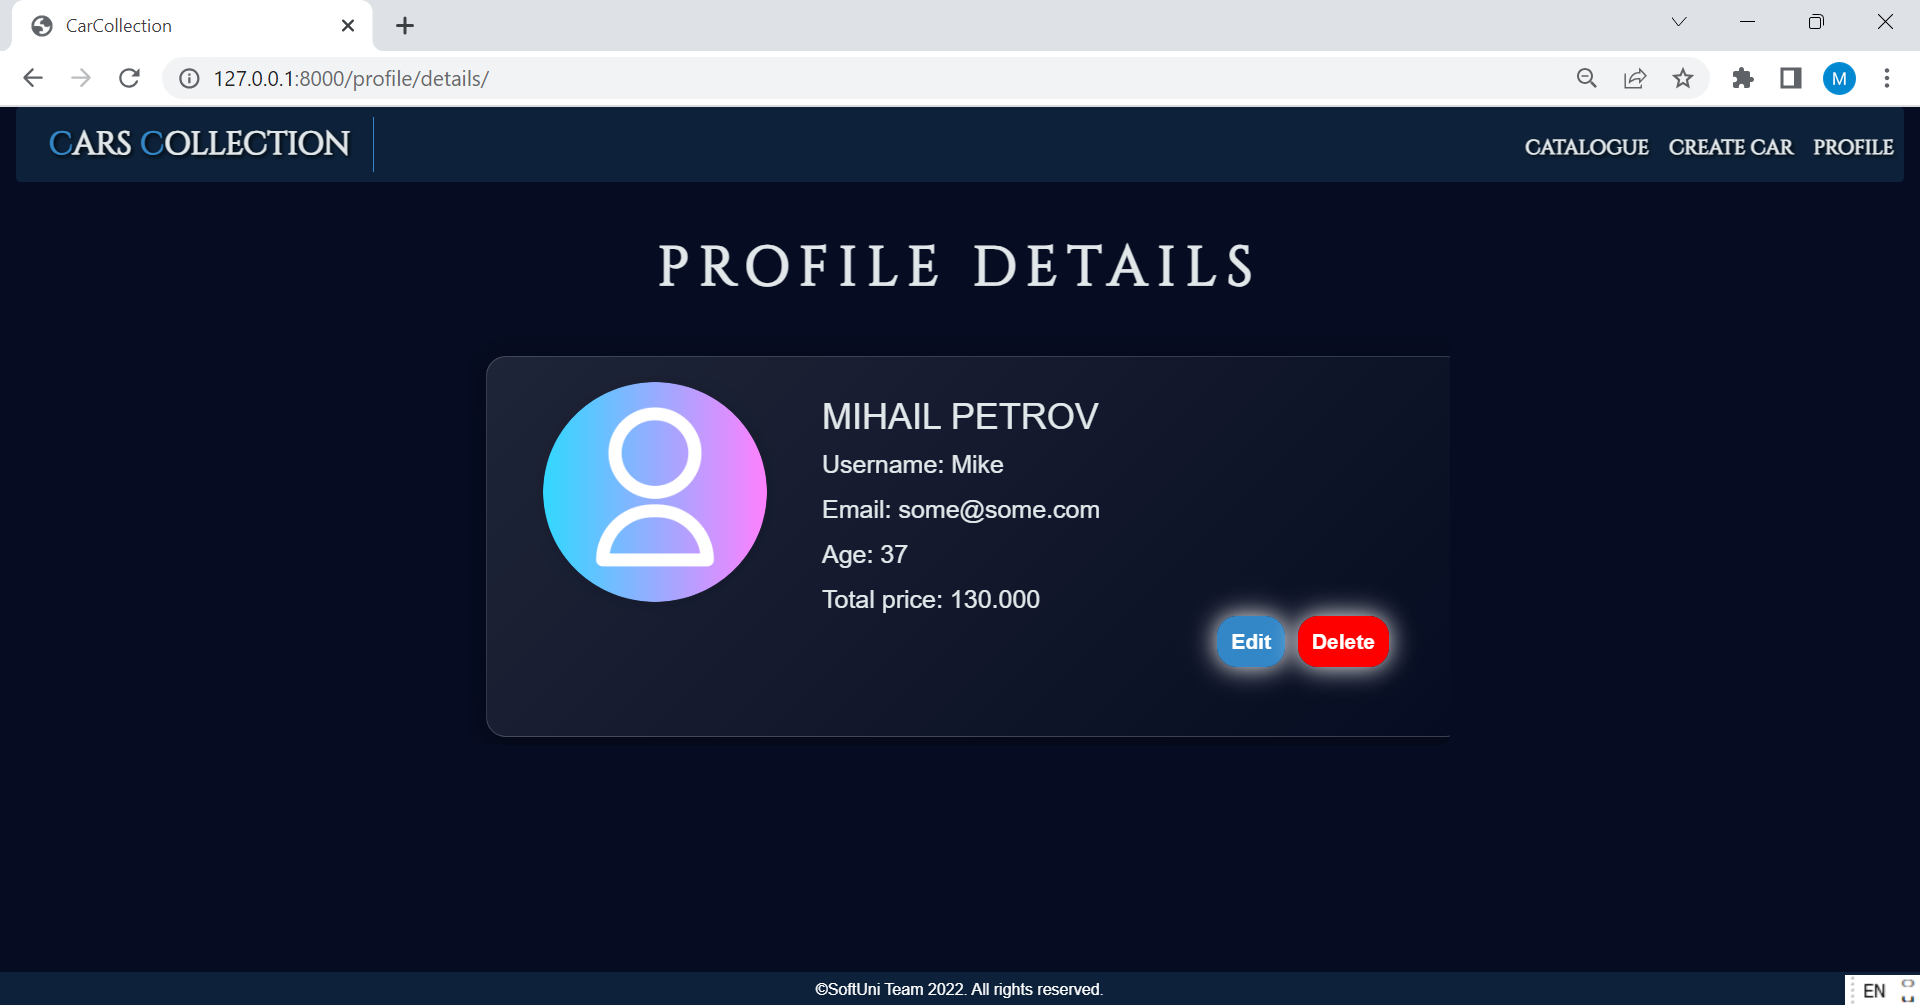 CarCollection
127.0.0.1:8000/profile/details/
M
CARS COLLECTION
CATALOGUE CREATE CAR PROFILE
PROFILE DETAILS
MIHAIL PETROV
Username: Mike
Email: some@some.com
Age: 37
Total price: 130.000
Edit Delete
©SoftUni Team 2022. All rights reserved.
EN